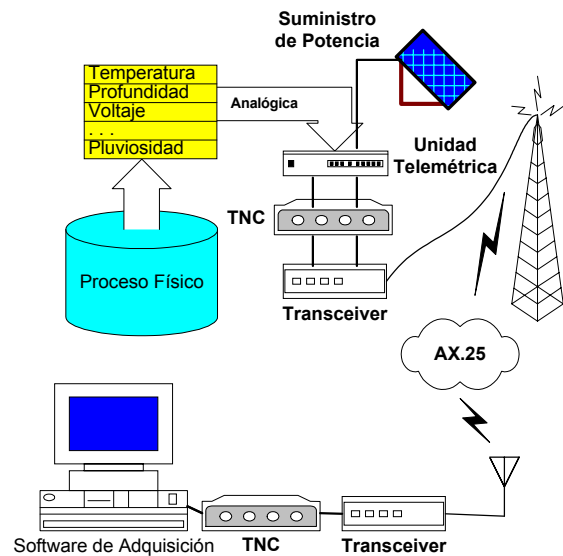 Suministro
de Potencia
Temperatura
Profundidad
Voltaje
. . .
Pluviosidad
Analógica
Unidad
Telemétrica
TNC
Proceso Físico
Transceiver
AX.25
Software de Adquisición
TNC
Transceiver